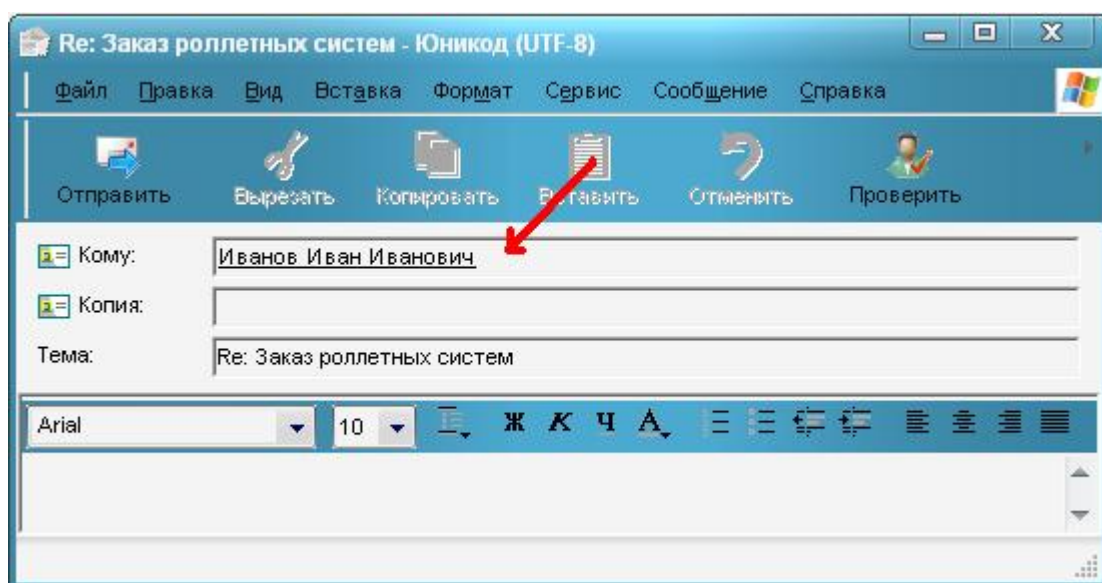 Re: Заказ роллетных систем - Юникод (UTF-8)
Файл Правка Вид Вставка Формат Сервис Сообщение Справка
Отправить Вырезать Копировать Вставить Отменить Проверить
Кому: Иванов Иван Иванович
Копия:
Тема: Re: Заказ роллетных систем
Arial 10 Ж К Ч А